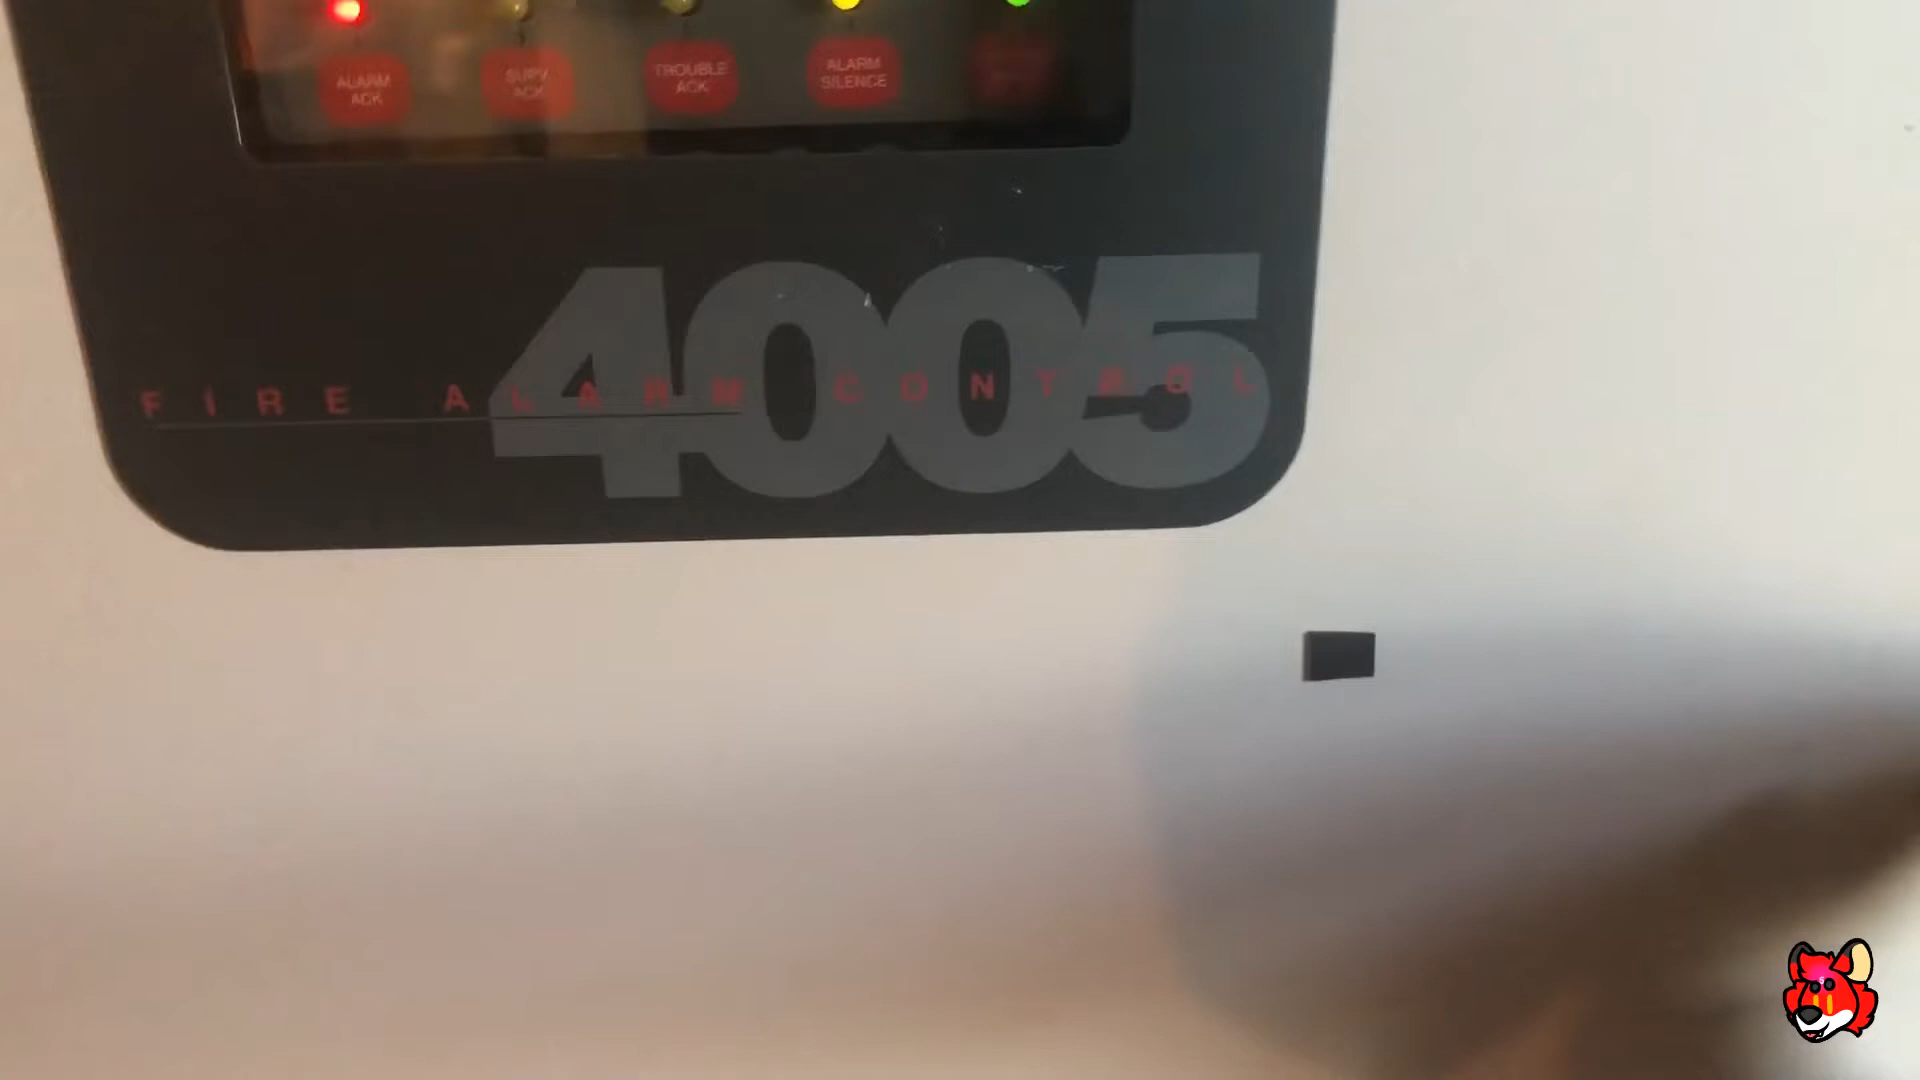 ALARM
ACK
SUPV
ACK
TROUBLE
ACK
ALARM
SILENCE
4005
FIRE ALARM CONTROL